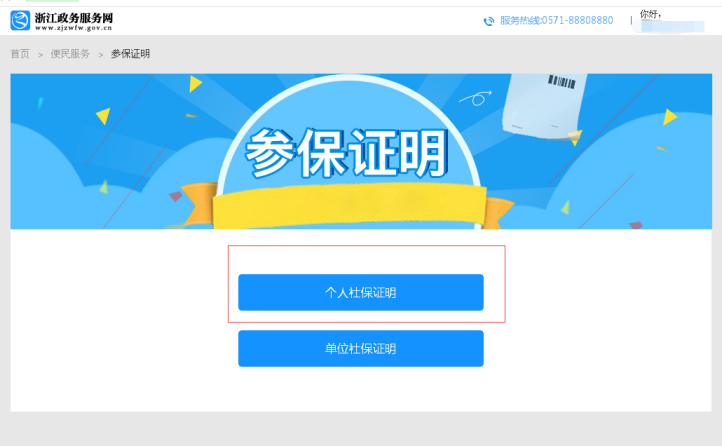 浙江政务服务网
www.zjzwfw.gov.cn
服务热线:0571-88808880 | 你好,
首页 > 便民服务 > 参保证明
参保证明
个人社保证明
单位社保证明